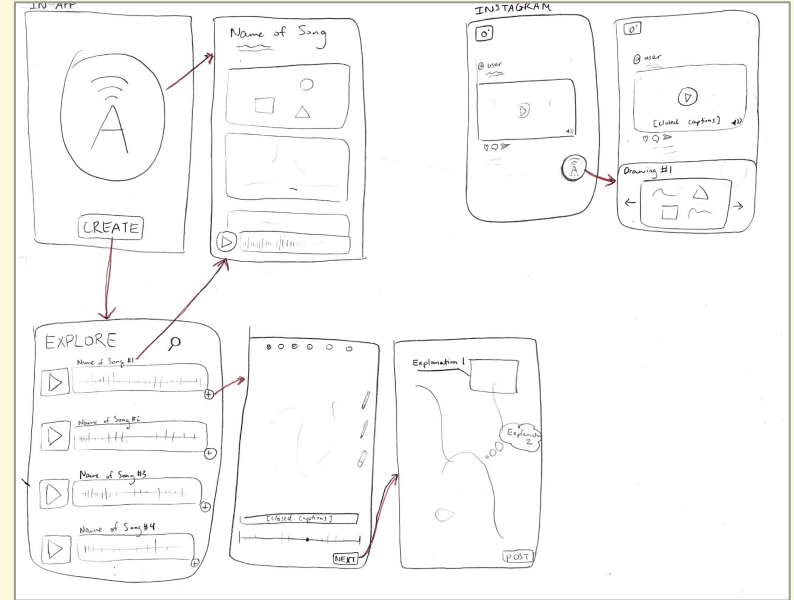 IN-APP
A
CREATE
Name of Song
INSTAGRAM
@ user
A
@ user
[closed captions]
Drawing #1
EXPLORE
Name of Song #1
Name of Song #2
Name of Song #3
Name of Song #4
[closed captions]
NEXT
Explanation 1
Explanation
2
POST